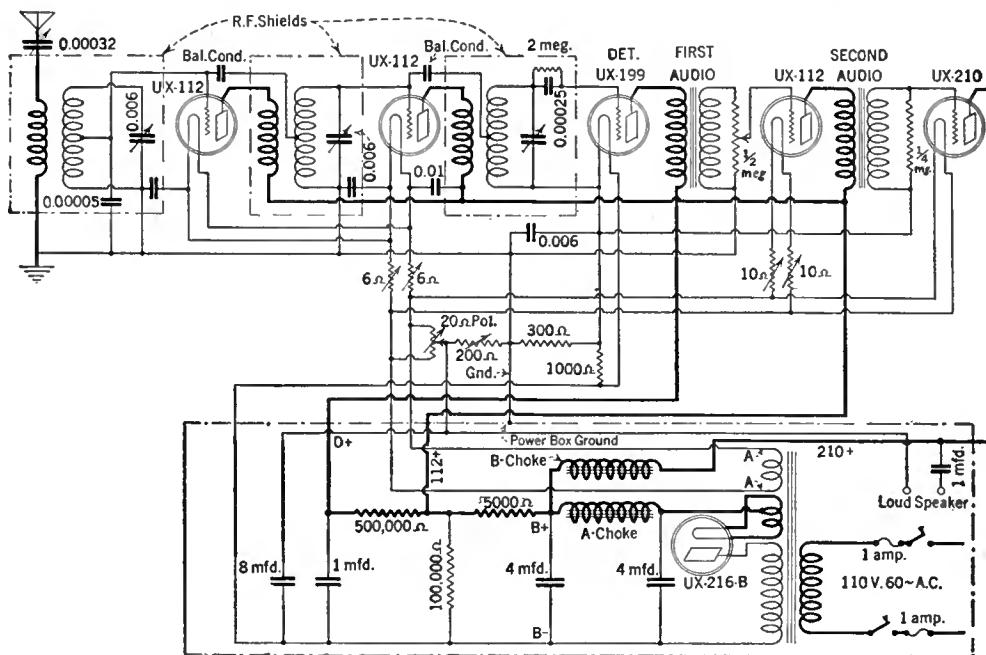 R.F.Shields
0.00032
Bal.Cond.
UX-112
0.006
0.00005
UX-112
Bal.Cond.
0.006
0.01
2 meg.
0.00025
DET.
UX-199
FIRST
AUDIO
½
meg
UX-112
SECOND
AUDIO
¼
meg.
UX-210
0.006
6Ω
6Ω
10Ω
10Ω
20Ω Pot.
200Ω
300Ω
1000Ω
Gnd.
D+
112+
Power Box Ground
B-Choke
A-
A-
210+
1 mfd.
Loud Speaker
500,000Ω
5000Ω
B+
A-Choke
UX-216-B
1 amp.
110 V. 60~A.C.
1 amp.
8 mfd.
1 mfd.
100,000Ω
4 mfd.
4 mfd.
B-